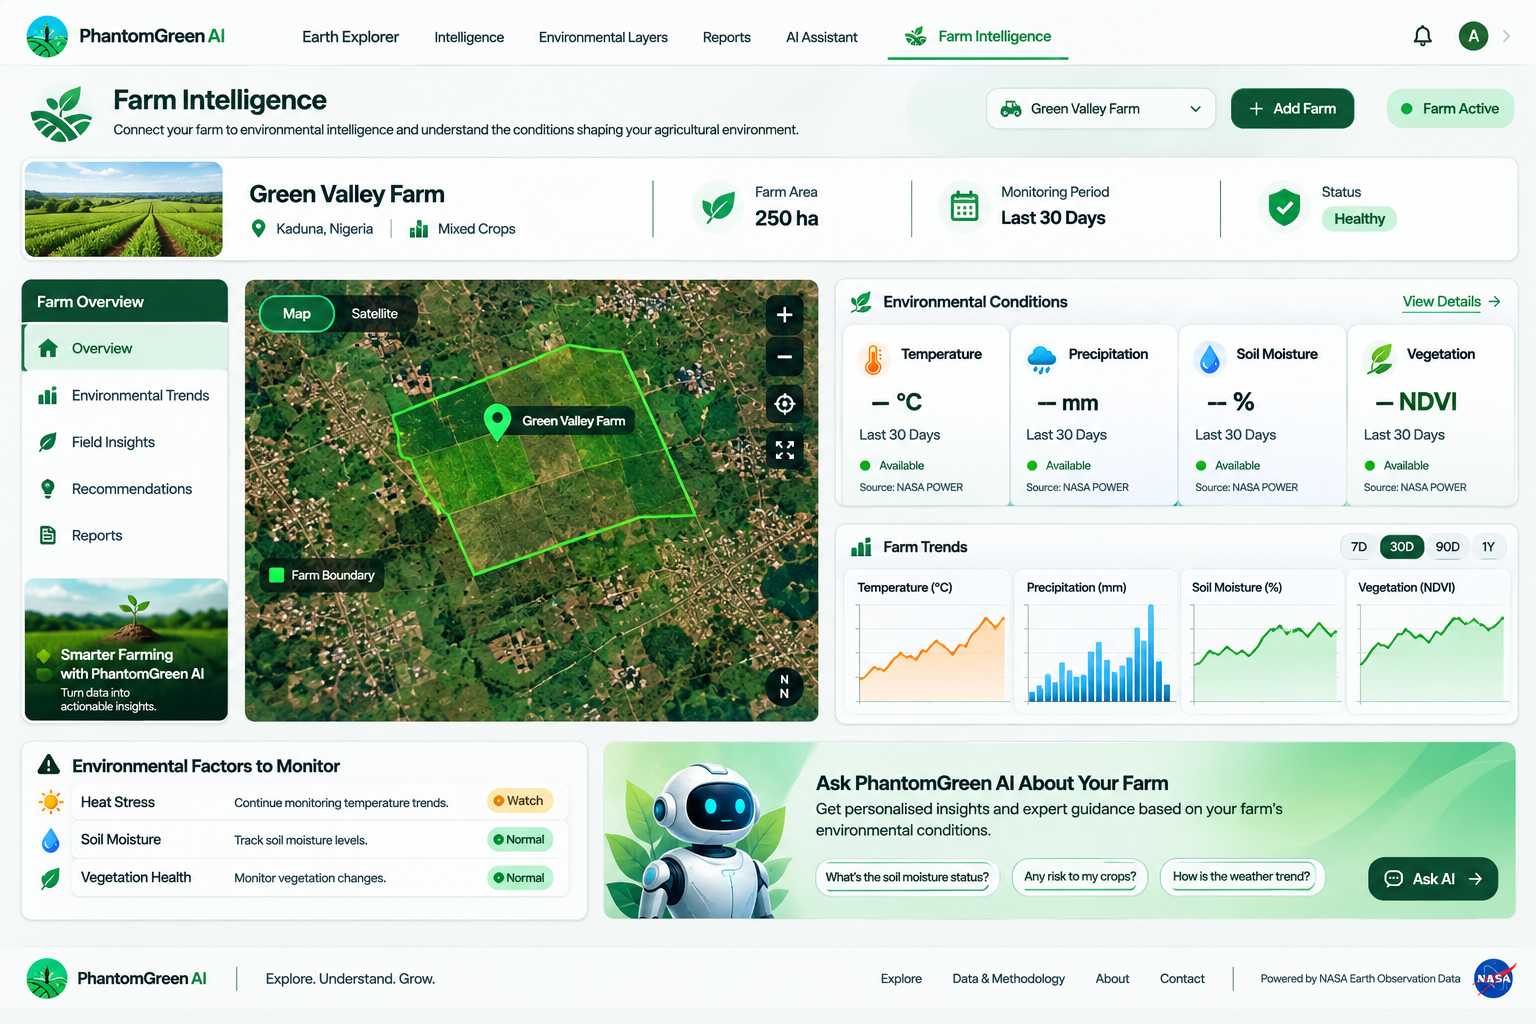 PhantomGreen AI
Earth Explorer
Intelligence
Environmental Layers
Reports
AI Assistant
Farm Intelligence
A
Farm Intelligence
Connect your farm to environmental intelligence and understand the conditions shaping your agricultural environment.
Green Valley Farm
+ Add Farm
Farm Active
Green Valley Farm
Kaduna, Nigeria
Mixed Crops
Farm Area
250 ha
Monitoring Period
Last 30 Days
Status
Healthy
Farm Overview
Overview
Environmental Trends
Field Insights
Recommendations
Reports
Smarter Farming
with PhantomGreen AI
Turn data into
actionable insights.
Map
Satellite
Green Valley Farm
Farm Boundary
N
N
Environmental Conditions
View Details →
Temperature
— °C
Last 30 Days
Available
Source: NASA POWER
Precipitation
-- mm
Last 30 Days
Available
Source: NASA POWER
Soil Moisture
-- %
Last 30 Days
Available
Source: NASA POWER
Vegetation
— NDVI
Last 30 Days
Available
Source: NASA POWER
Farm Trends
7D
30D
90D
1Y
Temperature (°C)
Precipitation (mm)
Soil Moisture (%)
Vegetation (NDVI)
Environmental Factors to Monitor
Heat Stress
Continue monitoring temperature trends.
Watch
Soil Moisture
Track soil moisture levels.
Normal
Vegetation Health
Monitor vegetation changes.
Normal
Ask PhantomGreen AI About Your Farm
Get personalised insights and expert guidance based on your farm's
environmental conditions.
What's the soil moisture status?
Any risk to my crops?
How is the weather trend?
Ask AI →
PhantomGreen AI
Explore. Understand. Grow.
Explore
Data & Methodology
About
Contact
Powered by NASA Earth Observation Data
NASA